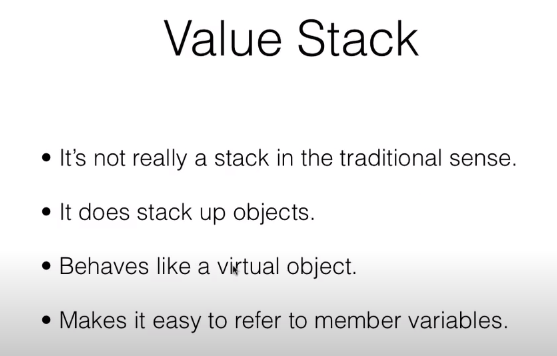 Value Stack
• It's not really a stack in the traditional sense.
• It does stack up objects.
• Behaves like a virtual object.
• Makes it easy to refer to member variables.